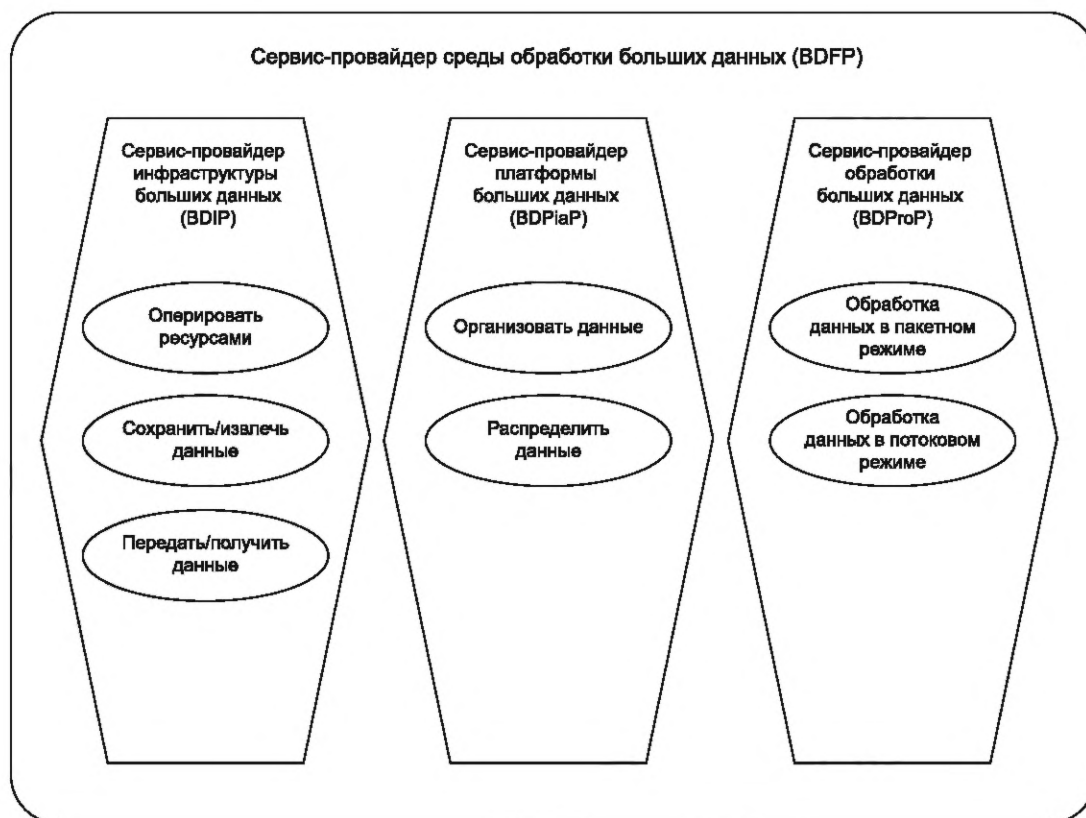 Сервис-провайдер среды обработки больших данных (BDFP)
Сервис-провайдер
инфраструктуры
больших данных
(BDIP)
Оперировать
ресурсами
Сохранить/извлечь
данные
Передать/получить
данные
Сервис-провайдер
платформы
больших данных
(BDPlaP)
Организовать данные
Распределить
данные
Сервис-провайдер
обработки
больших данных
(BDProP)
Обработка
данных в пакетном
режиме
Обработка
данных в потоковом
режиме